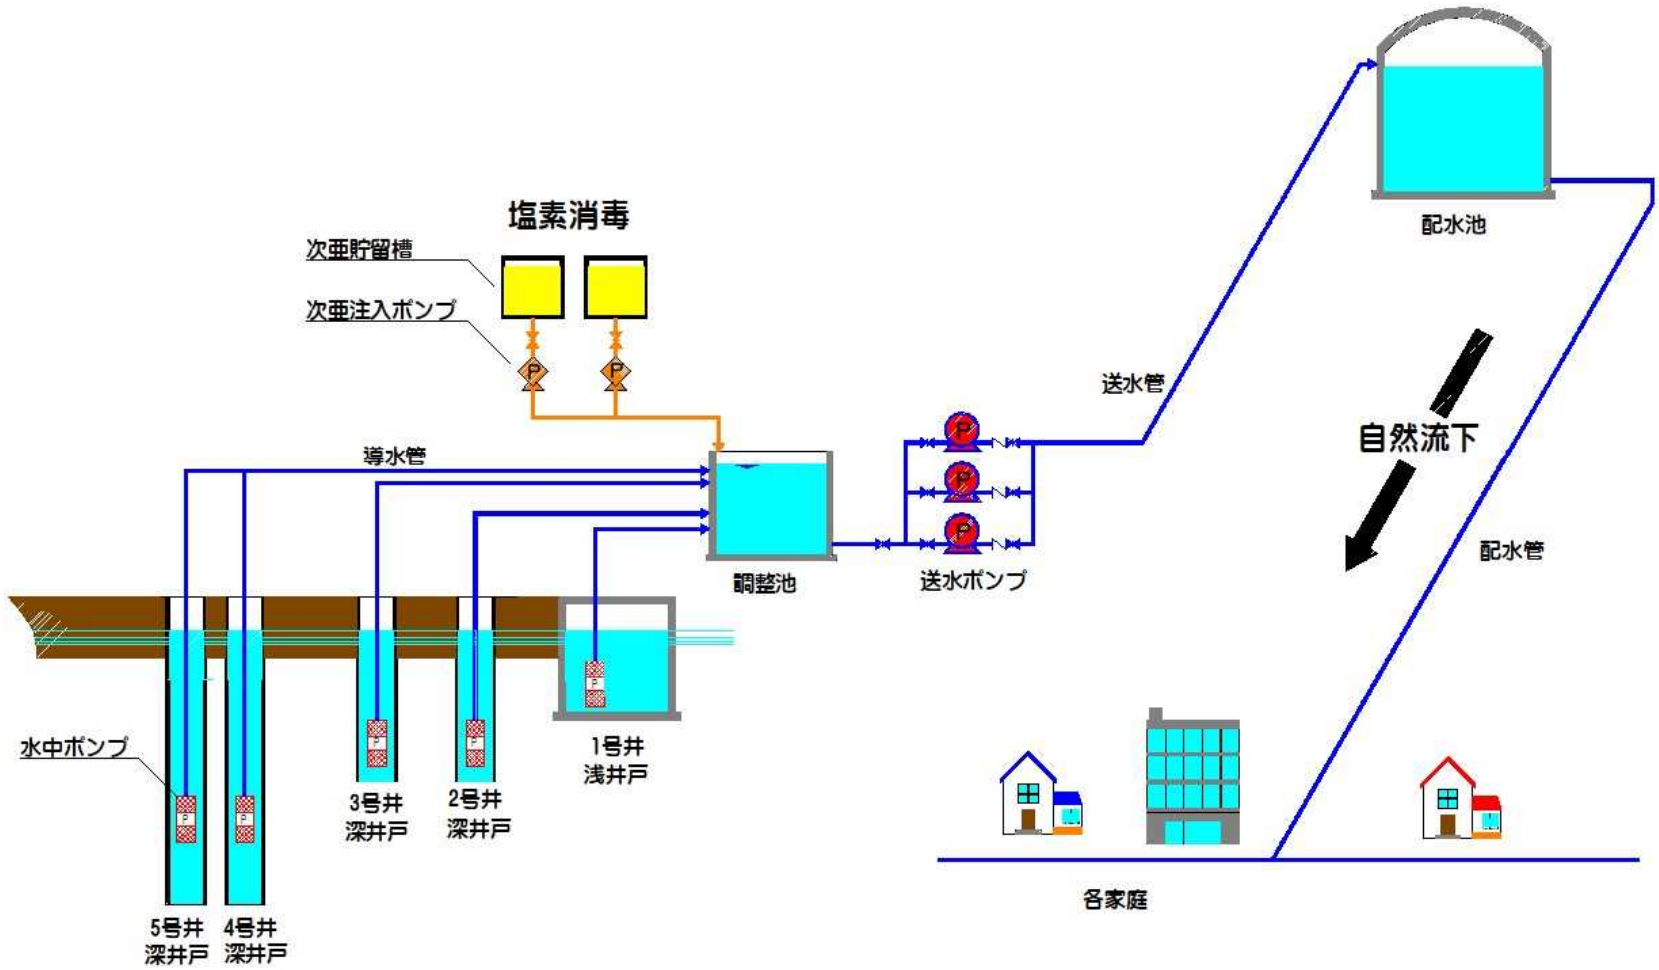 塩素消毒
次亜貯留槽
次亜注入ポンプ
P
P
配水池
送水管
導水管
P
P
P
自然流下
配水管
調整池
送水ポンプ
P
P
P
P
P
水中ポンプ
1号井
浅井戸
2号井
深井戸
3号井
深井戸
4号井
深井戸
5号井
深井戸
各家庭